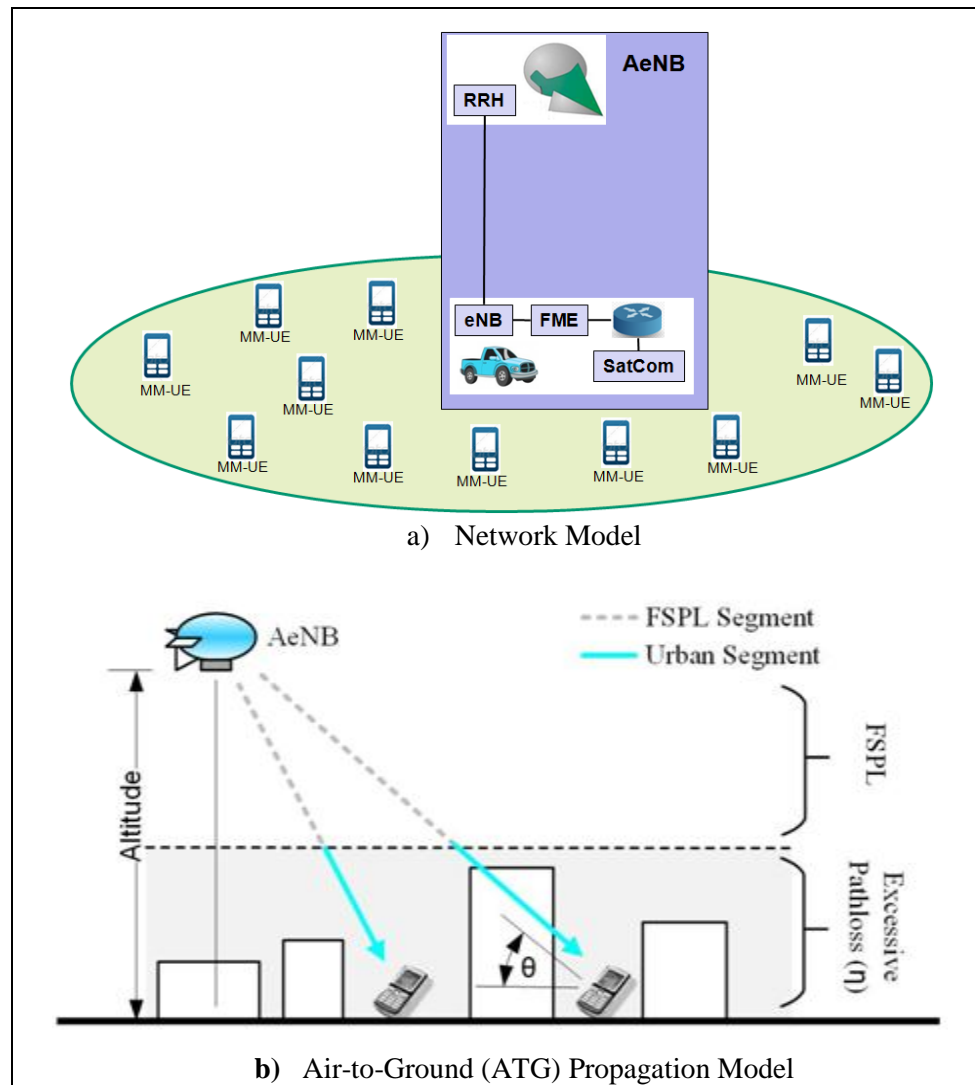 AeNB
RRH
eNB
FME
SatCom
MM-UE
MM-UE
MM-UE
MM-UE
MM-UE
MM-UE
MM-UE
MM-UE
MM-UE
MM-UE
MM-UE
a) Network Model
AeNB
FSPL Segment
Urban Segment
Altitude
FSPL
Excessive
Pathloss (η)
θ
b) Air-to-Ground (ATG) Propagation Model